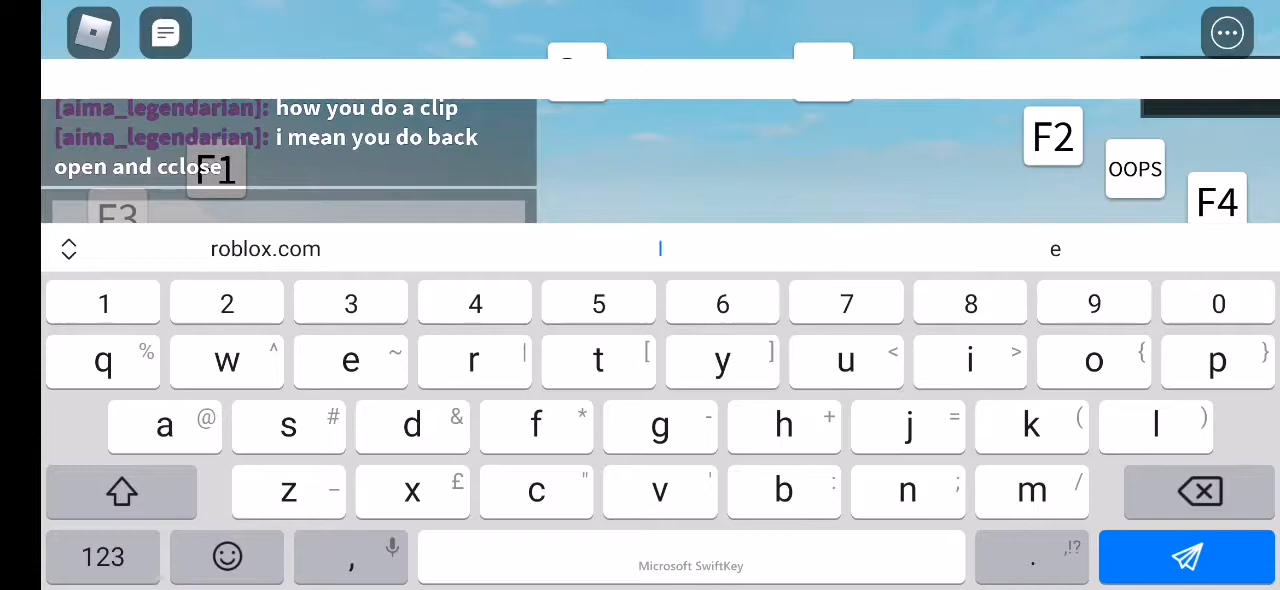 [aima_legendarian]: how you do a clip
[aima_legendarian]: i mean you do back
open and cclose
F1
F3
F2
OOPS
F4
roblox.com
l
e
1 2 3 4 5 6 7 8 9 0
q % w ^ e ~ r | t [ y ] u < i > o { p }
a @ s # d & f * g - h + j = k ( l )
z _ x £ c " v ' b : n ; m /
123 , Microsoft SwiftKey . ,!?